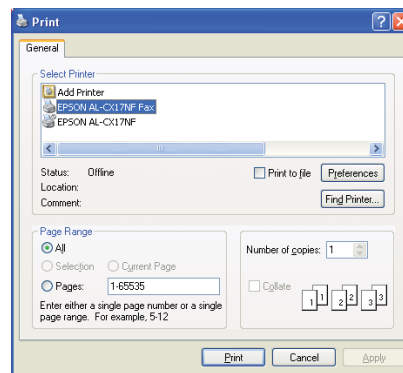 Print
General
Select Printer
Add Printer
EPSON AL-CX17NF Fax
EPSON AL-CX17NF
Status: Offline
Location:
Comment:
Print to file
Preferences
Find Printer...
Page Range
All
Selection Current Page
Pages: 1-65535
Enter either a single page number or a single
page range. For example, 5-12
Number of copies: 1
Collate
1 1 2 2 3 3
Print Cancel Apply